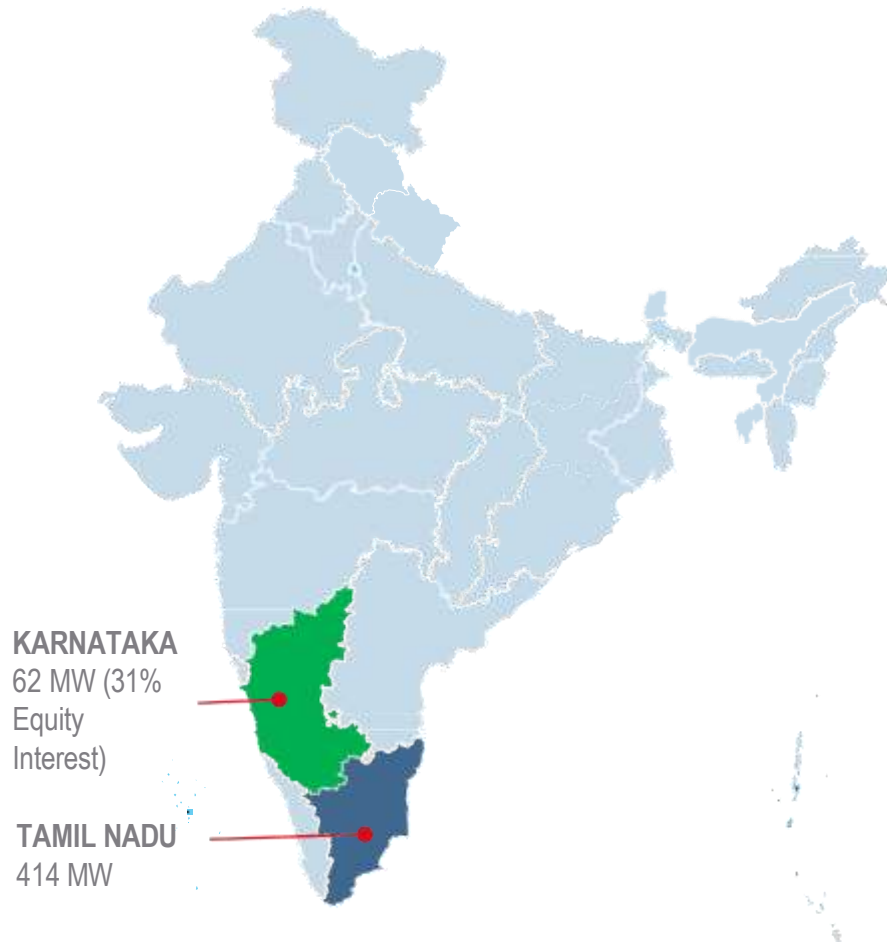 KARNATAKA
62 MW (31%
Equity
Interest)
TAMIL NADU
414 MW